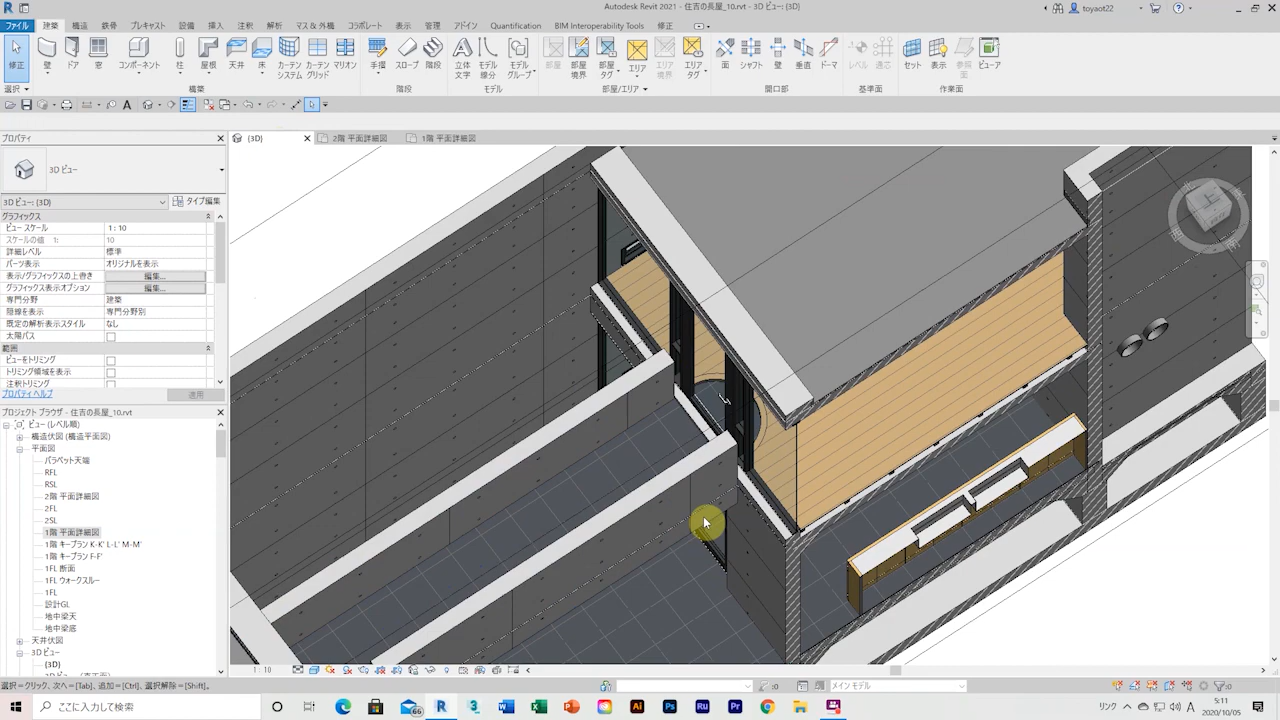 Autodesk Revit 2021 - 住吉の長屋_10.rvt - 3Dビュー: {3D}
toyaot22
ファイル 建築 構造 鉄骨 プレキャスト 設備 注釈 解析 マス & 外構 コラボレート 表示 管理 アドイン Quantification BIM Interoperability Tools 修正
修正 壁 ドア 窓 コンポーネント 柱 屋根 天井 床 カーテン システム カーテン グリッド マリオン 手摺 スロープ 階段 モデル 文字 モデル 線分 モデル グループ 部屋 部屋 境界 部屋 タグ エリア エリア 境界 エリア タグ 面 シャフト 壁 垂直 ドーマ レベル 通芯 セット 表示 参照 面 ビューア
選択 構築 階段 モデル 部屋/エリア 開口部 基準面 作業面
プロパティ
{3D} 2階 平面詳細図 1階 平面詳細図
3D ビュー
3D ビュー: {3D} タイプ編集
グラフィックス
ビュー スケール 1 : 10
スケールの値 1: 10
詳細レベル 標準
パーツ表示 オリジナルを表示
表示/グラフィックスの上書き 編集...
グラフィックス表示オプション 編集...
専門分野 建築
隠線を表示 専門分野別
既定の解析表示スタイル なし
太陽パス
範囲
ビューをトリミング
トリミング領域を表示
注釈トリミング
プロパティ ヘルプ 適用
プロジェクト ブラウザ - 住吉の長屋_10.rvt
ビュー (レベル順)
構造伏図 (構造平面図)
平面図
パラペット天端
RFL
RSL
2階 平面詳細図
2FL
2SL
1階 平面詳細図
1階 キープラン K-K' L-L' M-M'
1階 キープラン F-F'
1FL 断面
1FL ウォークスルー
1FL
設計GL
地中梁天
地中梁底
天井伏図
3D ビュー
{3D}
1 : 10
選択=クリック、次へ=[Tab]、追加=[Ctrl]、選択解除=[Shift]。
:0 メイン モデル :0
ここに入力して検索
66
リンク
A
5:11
2020/10/05